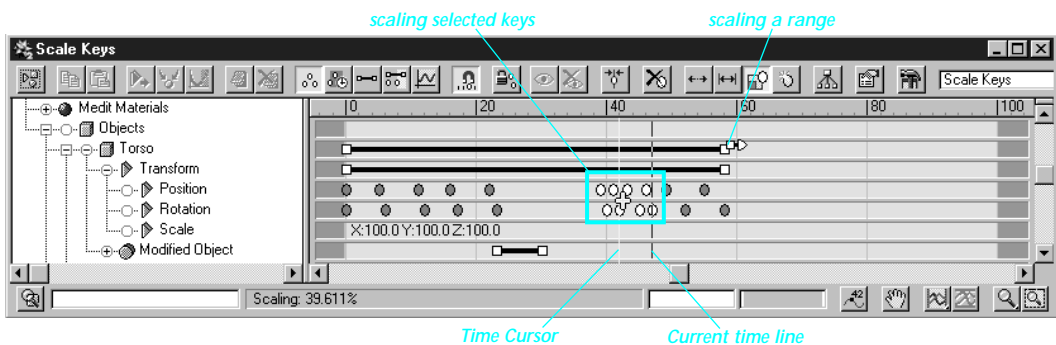 scaling selected keys
scaling a range
Scale Keys
Scale Keys
Medit Materials
0 20 40 60 80 100
Objects
Torso
Transform
Position
Rotation
Scale
X:100.0 Y:100.0 Z:100.0
Modified Object
Scaling: 39.611%
42
Time Cursor
Current time line